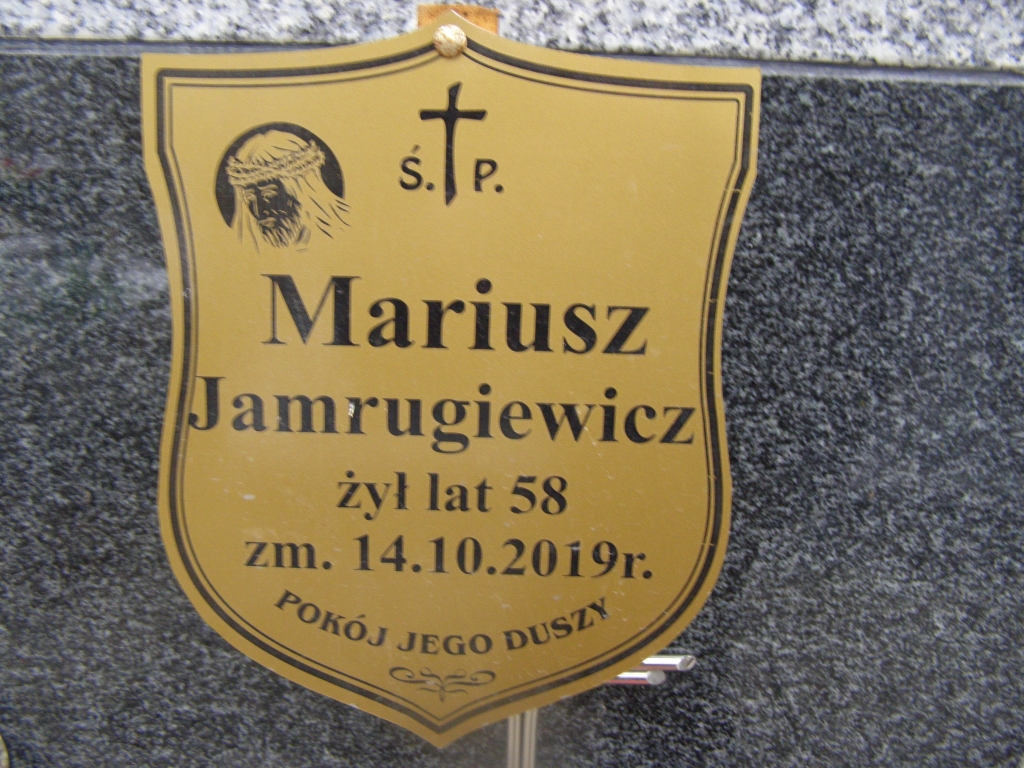 Ś. P.
Mariusz
Jamrugiewicz
żył lat 58
zm. 14.10.2019r.
POKÓJ JEGO DUSZY